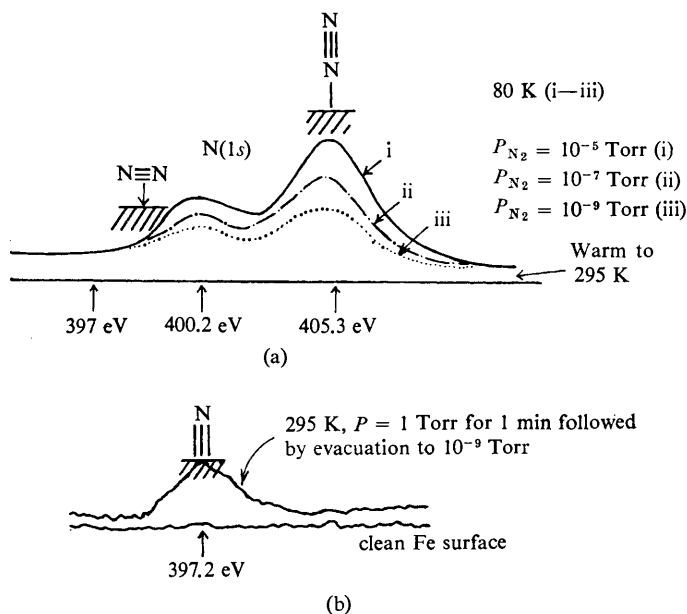 N
|||
N
80 K (i—iii)
N(1s)
i
N≡N
ii
iii
P_N₂ = 10⁻⁵ Torr (i)
P_N₂ = 10⁻⁷ Torr (ii)
P_N₂ = 10⁻⁹ Torr (iii)
Warm to
295 K
397 eV
400.2 eV
405.3 eV
(a)
N
|||
295 K, P = 1 Torr for 1 min followed
by evacuation to 10⁻⁹ Torr
clean Fe surface
397.2 eV
(b)